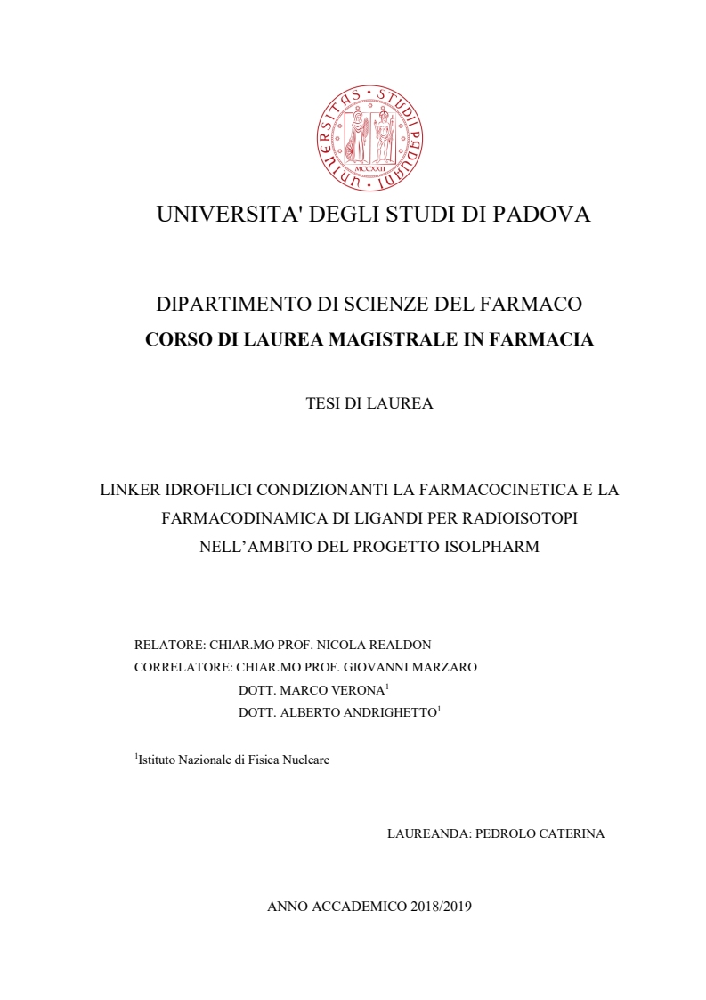 UNIVERSITAS STUDII PADUANI
MCCXXII
UNIVERSITA' DEGLI STUDI DI PADOVA
DIPARTIMENTO DI SCIENZE DEL FARMACO
CORSO DI LAUREA MAGISTRALE IN FARMACIA
TESI DI LAUREA
LINKER IDROFILICI CONDIZIONANTI LA FARMACOCINETICA E LA
FARMACODINAMICA DI LIGANDI PER RADIOISOTOPI
NELL’AMBITO DEL PROGETTO ISOLPHARM
RELATORE: CHIAR.MO PROF. NICOLA REALDON
CORRELATORE: CHIAR.MO PROF. GIOVANNI MARZARO
DOTT. MARCO VERONA¹
DOTT. ALBERTO ANDRIGHETTO¹
¹Istituto Nazionale di Fisica Nucleare
LAUREANDA: PEDROLO CATERINA
ANNO ACCADEMICO 2018/2019